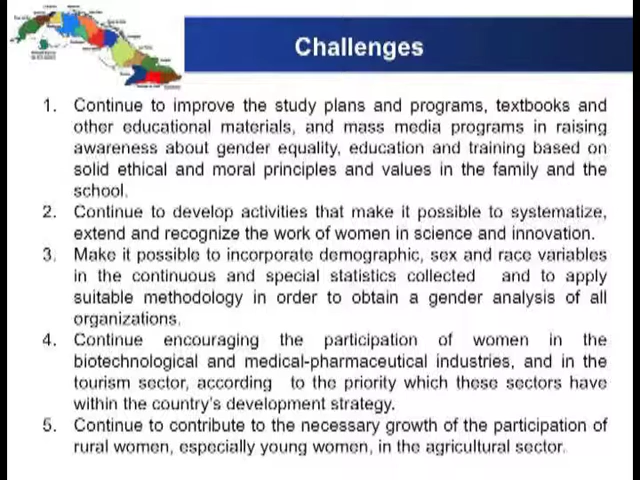 Challenges
1. Continue to improve the study plans and programs, textbooks and
other educational materials, and mass media programs in raising
awareness about gender equality, education and training based on
solid ethical and moral principles and values in the family and the
school.
2. Continue to develop activities that make it possible to systematize,
extend and recognize the work of women in science and innovation.
3. Make it possible to incorporate demographic, sex and race variables
in the continuous and special statistics collected and to apply
suitable methodology in order to obtain a gender analysis of all
organizations.
4. Continue encouraging the participation of women in the
biotechnological and medical-pharmaceutical industries, and in the
tourism sector, according to the priority which these sectors have
within the country's development strategy.
5. Continue to contribute to the necessary growth of the participation of
rural women, especially young women, in the agricultural sector.